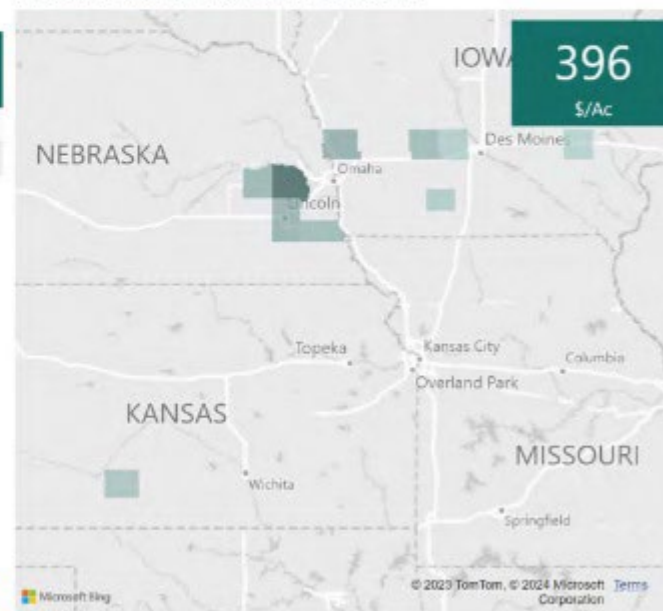 IOWA
396
$/Ac
Des Moines
NEBRASKA
Omaha
Lincoln
Topeka
Kansas City
Columbia
Overland Park
KANSAS
MISSOURI
Wichita
Springfield
Microsoft Bing
© 2023 TomTom, © 2024 Microsoft Terms
Corporation